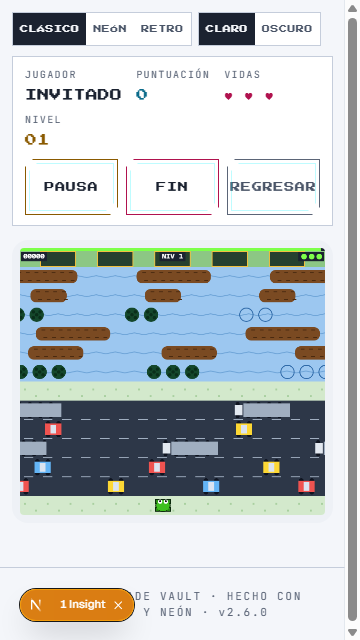 CLÁSICO NEÓN RETRO CLARO OSCURO
JUGADOR PUNTUACIÓN VIDAS
INVITADO 0
NIVEL
01
PAUSA FIN REGRESAR
00000 NIV 1
DE VAULT · HECHO CON
Y NEÓN · v2.6.0
N 1 Insight ×